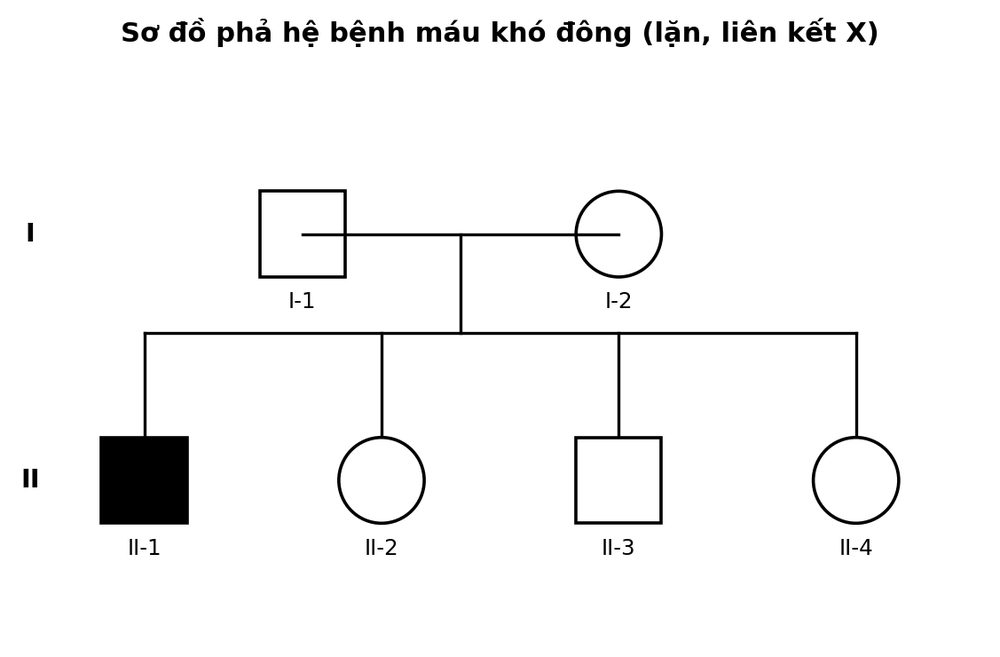 Sơ đồ phả hệ bệnh máu khó đông (lặn, liên kết X)
I
I-1 I-2
II
II-1 II-2 II-3 II-4